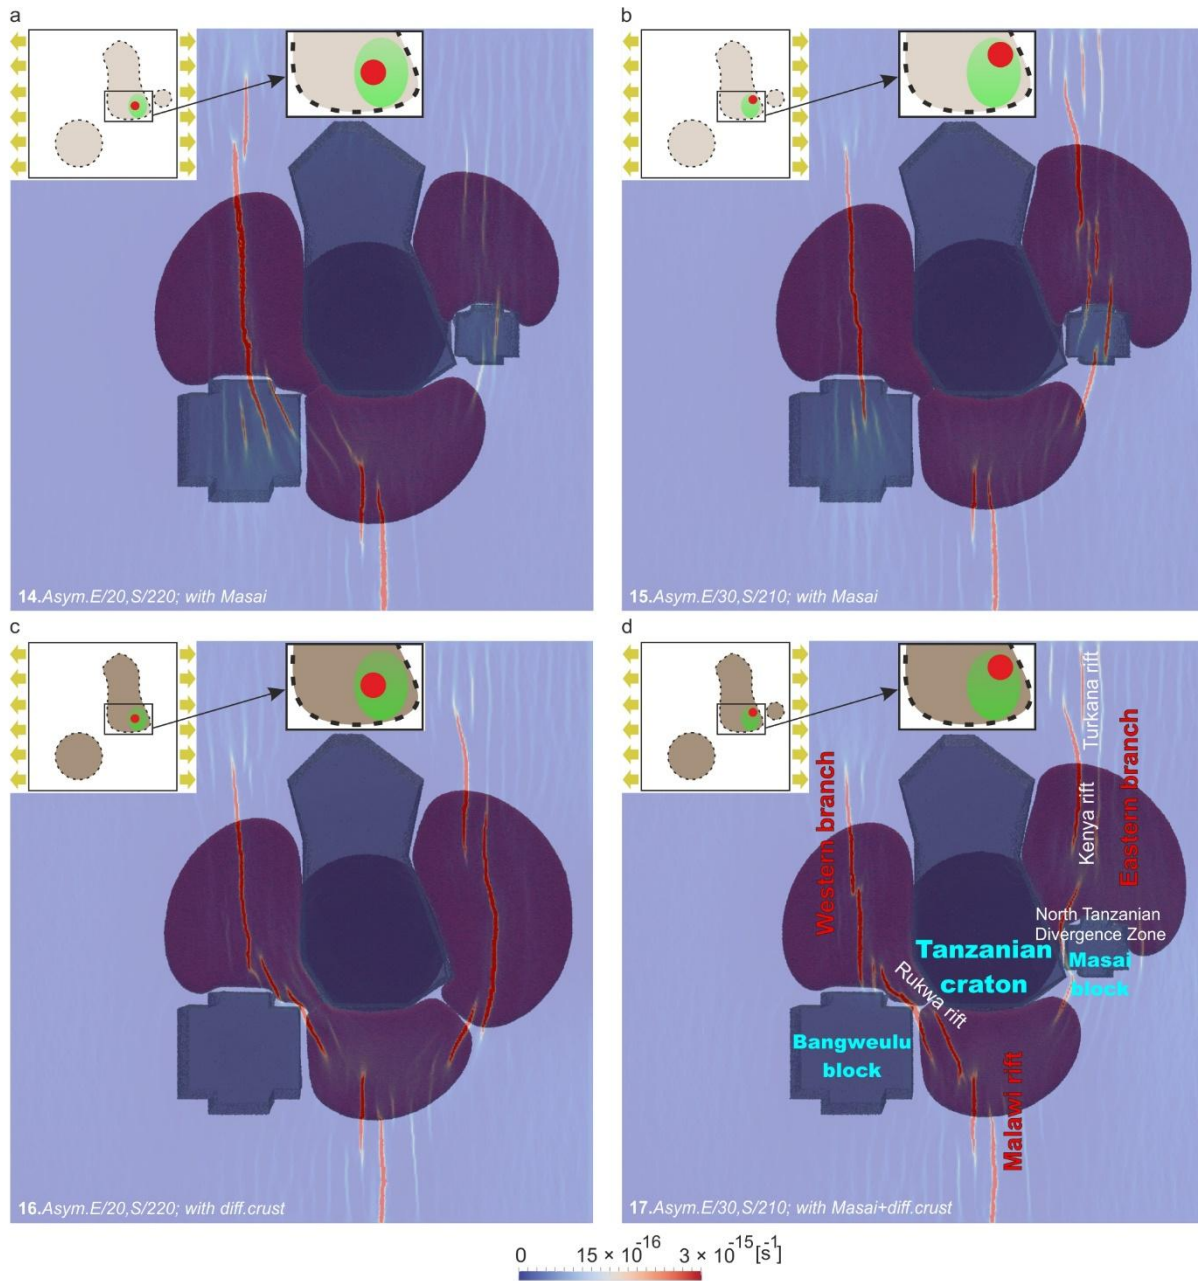 a
b
14.Asym.E/20,S/220; with Masai
15.Asym.E/30,S/210; with Masai
c
d
Turkana rift
Western branch
Kenya rift
Eastern branch
North Tanzanian
Divergence Zone
Tanzanian
craton
Masai
block
Rukwa rift
Bangweulu
block
Malawi rift
16.Asym.E/20,S/220; with diff.crust
17.Asym.E/30,S/210; with Masai+diff.crust
0 15 × 10⁻¹⁶ 3 × 10⁻¹⁵[s⁻¹]